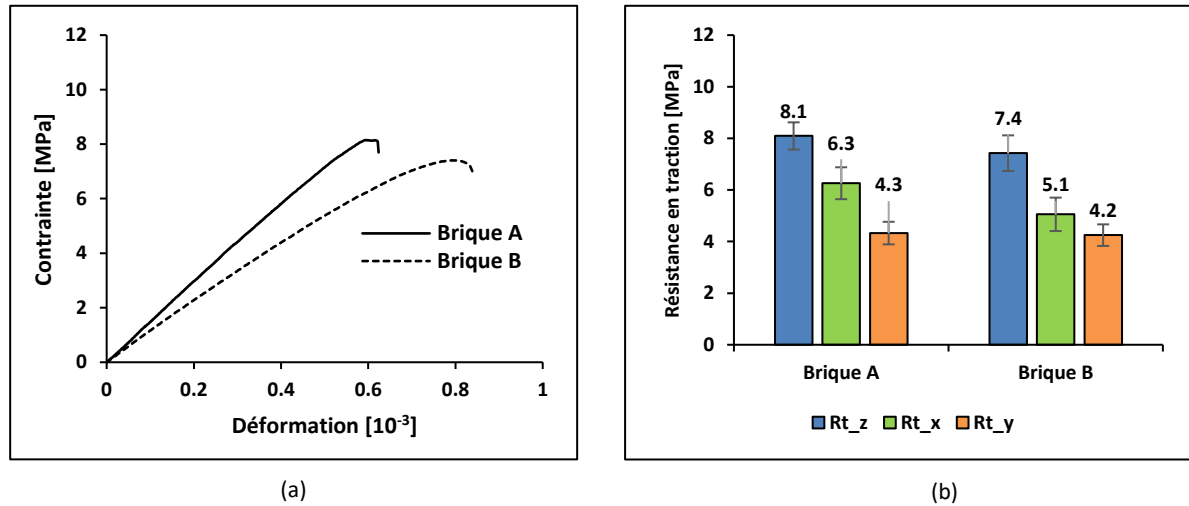 12
10
8
6
4
2
0
Contrainte [MPa]
Brique A
Brique B
0 0.2 0.4 0.6 0.8 1
Déformation [10⁻³]
(a)
12
10
8
6
4
2
0
Résistance en traction [MPa]
8.1 6.3 4.3 7.4 5.1 4.2
Brique A Brique B
Rt_z Rt_x Rt_y
(b)